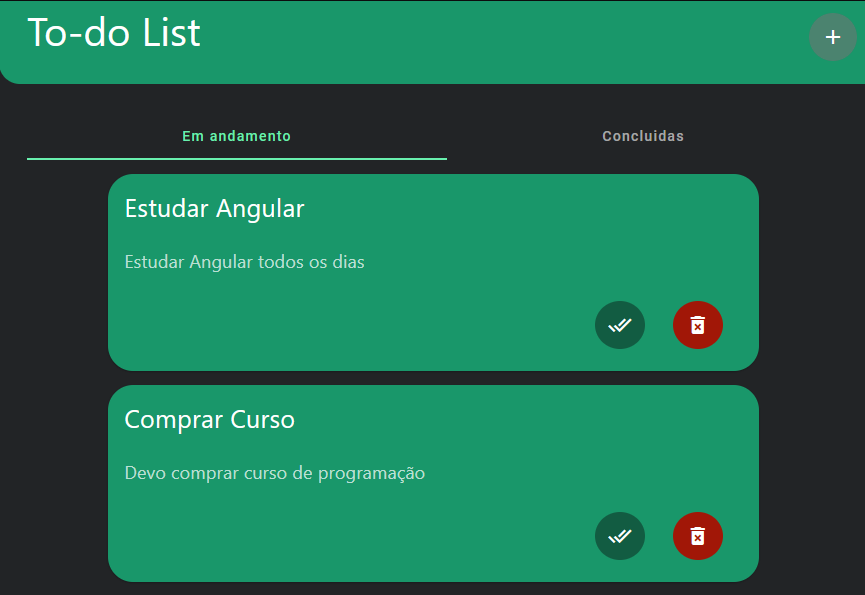 To-do List
+
Em andamento
Concluidas
Estudar Angular
Estudar Angular todos os dias
Comprar Curso
Devo comprar curso de programação